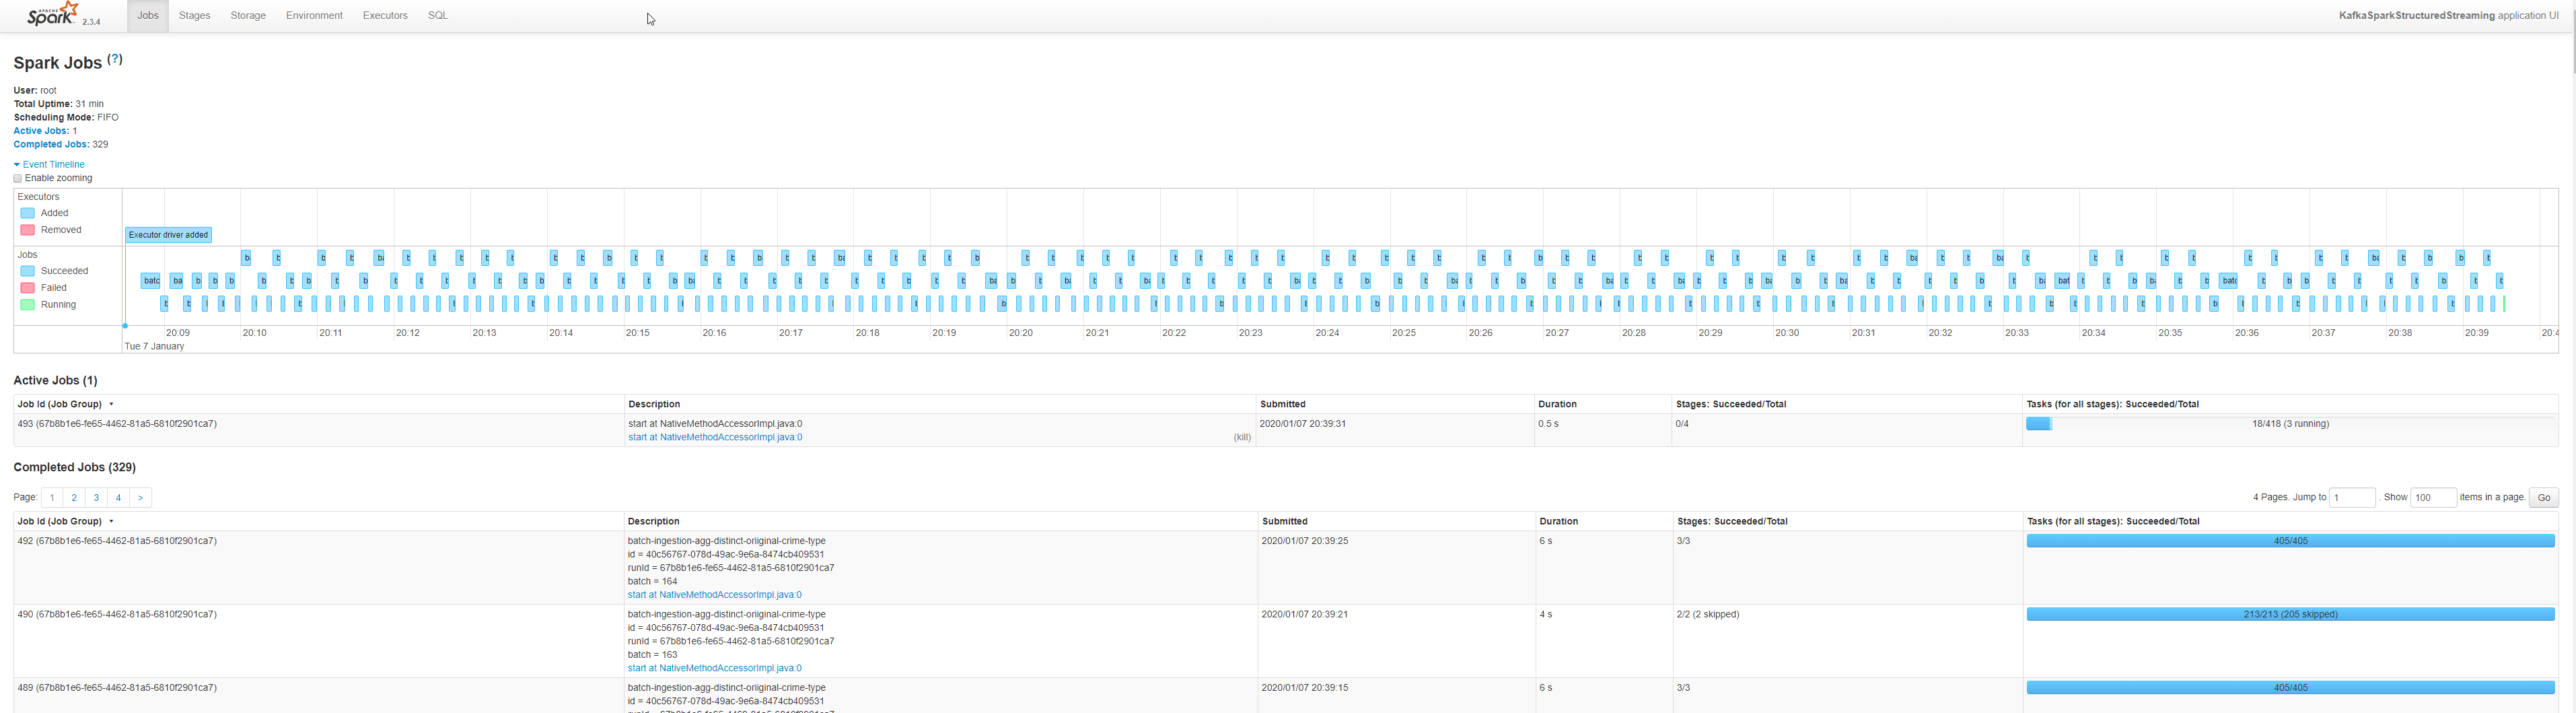 APACHE
Spark 2.3.4 Jobs Stages Storage Environment Executors SQL KafkaSparkStructuredStreaming application UI
Spark Jobs (?)
User: root
Total Uptime: 31 min
Scheduling Mode: FIFO
Active Jobs: 1
Completed Jobs: 329
Event Timeline
Enable zooming
Executors
Added
Removed
Executor driver added
Jobs
Succeeded
Failed
Running
20:09 20:10 20:11 20:12 20:13 20:14 20:15 20:16 20:17 20:18 20:19 20:20 20:21 20:22 20:23 20:24 20:25 20:26 20:27 20:28 20:29 20:30 20:31 20:32 20:33 20:34 20:35 20:36 20:37 20:38 20:39
Tue 7 January
Active Jobs (1)
Job Id (Job Group) Description Submitted Duration Stages: Succeeded/Total Tasks (for all stages): Succeeded/Total
493 (67b8b1e6-fe65-4462-81a5-6810f2901ca7) start at NativeMethodAccessorImpl.java:0 2020/01/07 20:39:31 0.5 s 0/4 18/418 (3 running)
start at NativeMethodAccessorImpl.java:0 (kill)
Completed Jobs (329)
Page: 1 2 3 4 > 4 Pages. Jump to 1 . Show 100 items in a page. Go
Job Id (Job Group) Description Submitted Duration Stages: Succeeded/Total Tasks (for all stages): Succeeded/Total
492 (67b8b1e6-fe65-4462-81a5-6810f2901ca7) batch-ingestion-agg-distinct-oriiginal-crime-type 2020/01/07 20:39:25 6 s 3/3 405/405
id = 40c56767-078d-49ac-9e6a-8474cb409531
runId = 67b8b1e6-fe65-4462-81a5-6810f2901ca7
batch = 164
start at NativeMethodAccessorImpl.java:0
490 (67b8b1e6-fe65-4462-81a5-6810f2901ca7) batch-ingestion-agg-distinct-oriiginal-crime-type 2020/01/07 20:39:21 4 s 2/2 (2 skipped) 213/213 (205 skipped)
id = 40c56767-078d-49ac-9e6a-8474cb409531
runId = 67b8b1e6-fe65-4462-81a5-6810f2901ca7
batch = 163
start at NativeMethodAccessorImpl.java:0
489 (67b8b1e6-fe65-4462-81a5-6810f2901ca7) batch-ingestion-agg-distinct-oriiginal-crime-type 2020/01/07 20:39:15 6 s 3/3 405/405
id = 40c56767-078d-49ac-9e6a-8474cb409531